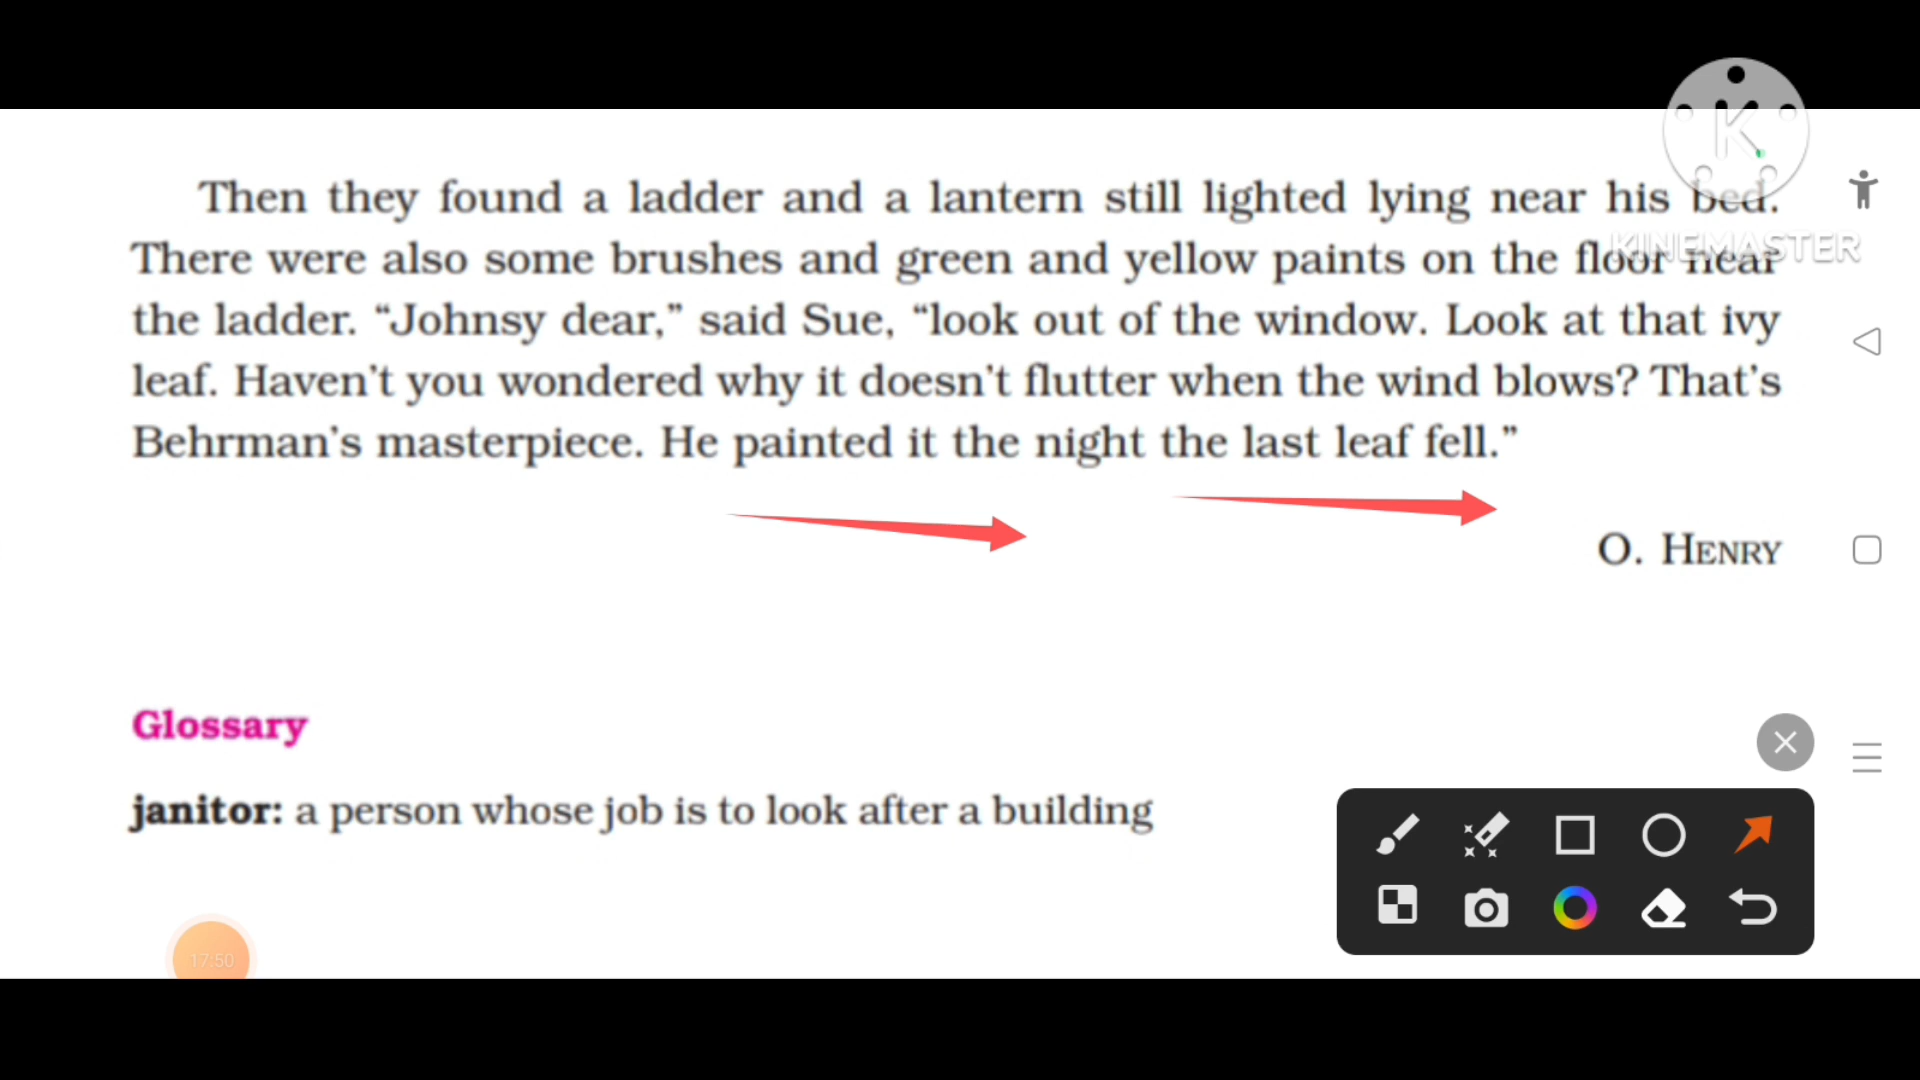 Then they found a ladder and a lantern still lighted lying near his bed.
There were also some brushes and green and yellow paints on the floor near
the ladder. “Johnsy dear,” said Sue, “look out of the window. Look at that ivy
leaf. Haven’t you wondered why it doesn’t flutter when the wind blows? That’s
Behrman’s masterpiece. He painted it the night the last leaf fell.”
O. HENRY
Glossary
janitor: a person whose job is to look after a building
K
KINEMASTER
17:50